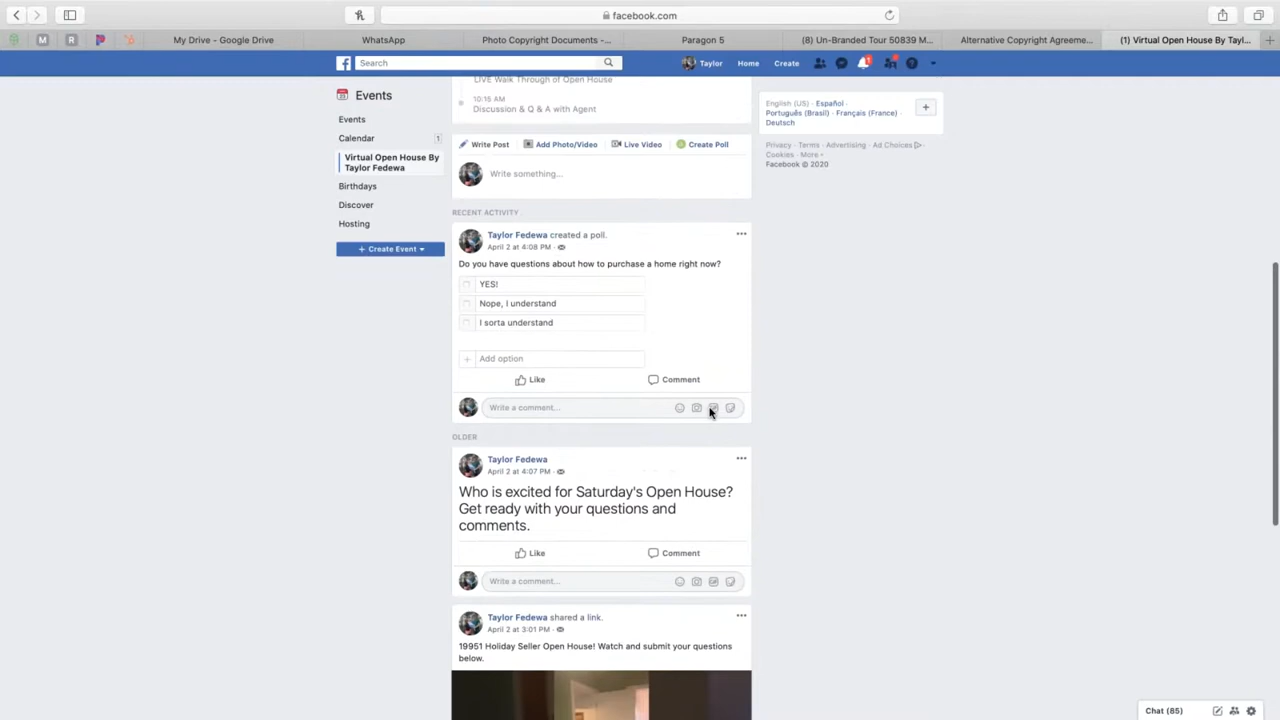 facebook.com
M
R
My Drive - Google Drive
WhatsApp
Photo Copyright Documents -...
Paragon 5
(8) Un-Branded Tour 50839 M...
Alternative Copyright Agreeme...
(1) Virtual Open House By Tayl...
Search
Taylor
Home
Create
Events
Events
Calendar
1
Virtual Open House By
Taylor Fedewa
Birthdays
Discover
Hosting
+ Create Event
LIVE Walk Through of Open House
10:15 AM
Discussion & Q & A with Agent
Write Post
Add Photo/Video
Live Video
Create Poll
Write something...
RECENT ACTIVITY
Taylor Fedewa created a poll.
April 2 at 4:08 PM ·
Do you have questions about how to purchase a home right now?
YES!
Nope, I understand
I sorta understand
+ Add option
Like
Comment
Write a comment...
OLDER
Taylor Fedewa
April 2 at 4:07 PM ·
Who is excited for Saturday's Open House?
Get ready with your questions and
comments.
Like
Comment
Write a comment...
Taylor Fedewa shared a link.
April 2 at 3:01 PM ·
19951 Holiday Seller Open House! Watch and submit your questions
below.
English (US) · Español ·
Português (Brasil) · Français (France) ·
Deutsch
Privacy · Terms · Advertising · Ad Choices ·
Cookies · More
Facebook © 2020
Chat (85)